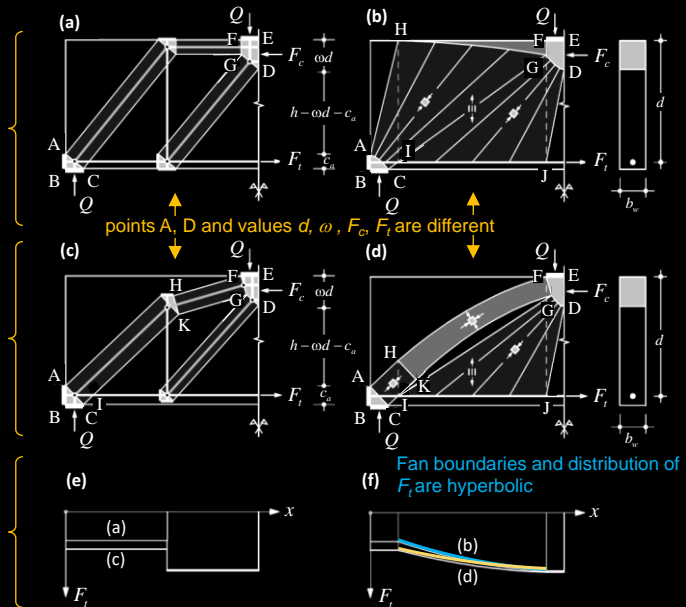 (a)
Q
F E
F_c ωd
G D
h – ωd – c_a
A
B C
F_t c_a
Q
(b)
Q
H F E
F_c
G D
d
A
I
B C J
F_t
Q
b_w
points A, D and values d, ω , F_c, F_t are different
(c)
Q
H F E
F_c ωd
G D
K
h – ωd – c_a
A
B C I
F_t c_a
Q
(d)
Q
F E
F_c
G D
H
d
K
A
B C I J
F_t
Q
b_w
Fan boundaries and distribution of
F_t are hyperbolic
(e)
x
(a)
(c)
F_t
(f)
x
(b)
(d)
F_t